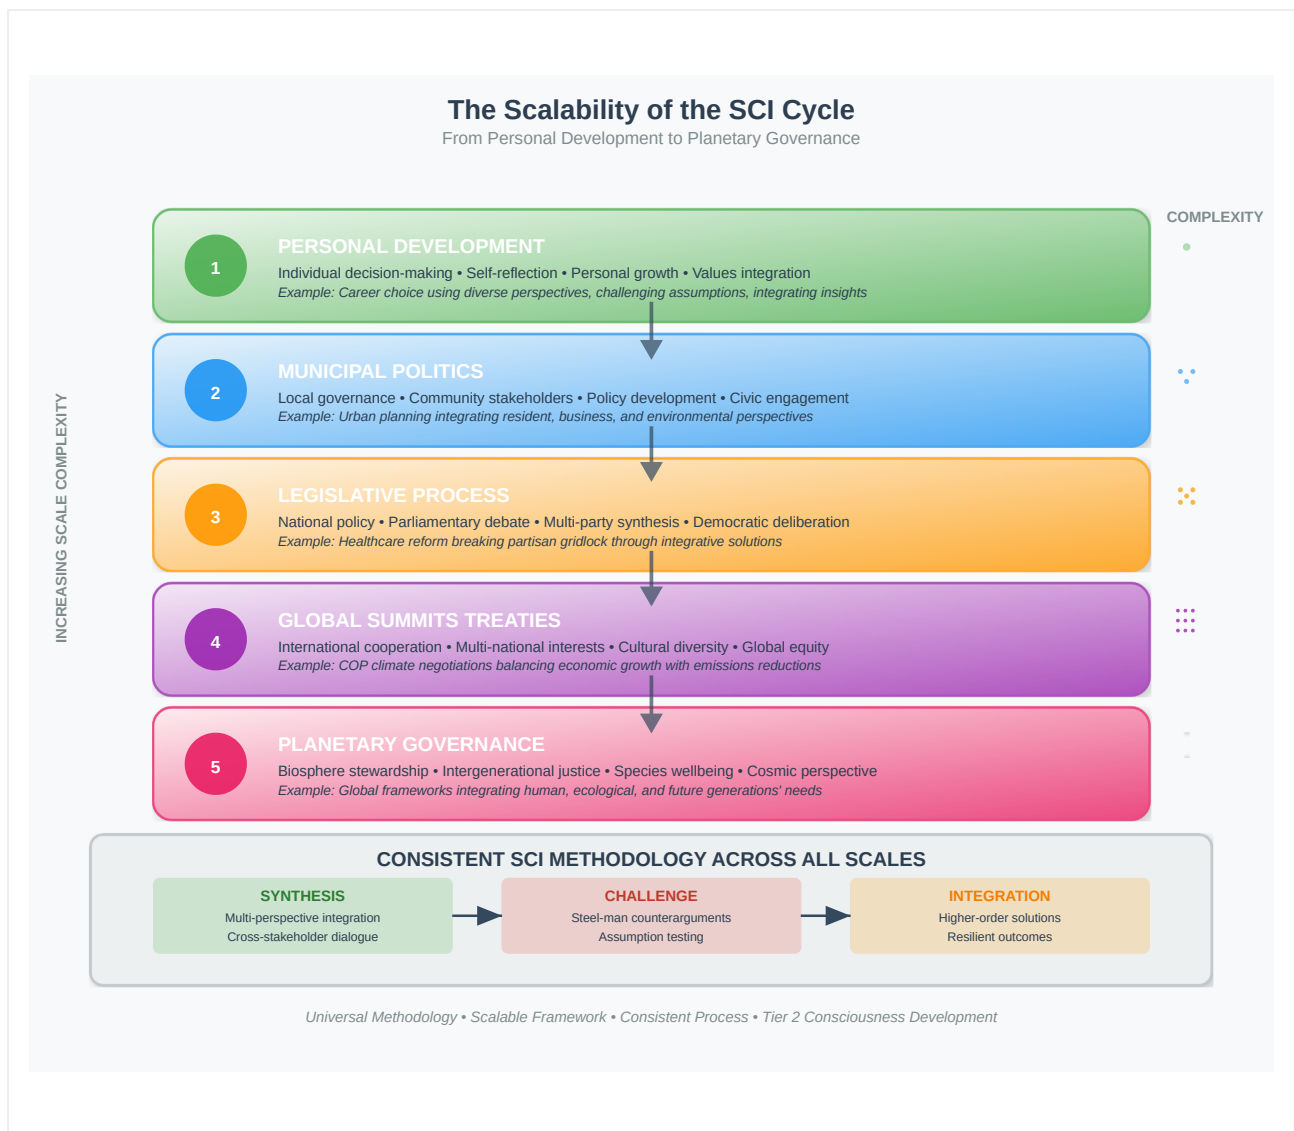 The Scalability of the SCI Cycle
From Personal Development to Planetary Governance
COMPLEXITY
INCREASING SCALE COMPLEXITY
1
PERSONAL DEVELOPMENT
Individual decision-making • Self-reflection • Personal growth • Values integration
Example: Career choice using diverse perspectives, challenging assumptions, integrating insights
2
MUNICIPAL POLITICS
Local governance • Community stakeholders • Policy development • Civic engagement
Example: Urban planning integrating resident, business, and environmental perspectives
3
LEGISLATIVE PROCESS
National policy • Parliamentary debate • Multi-party synthesis • Democratic deliberation
Example: Healthcare reform breaking partisan gridlock through integrative solutions
4
GLOBAL SUMMITS TREATIES
International cooperation • Multi-national interests • Cultural diversity • Global equity
Example: COP climate negotiations balancing economic growth with emissions reductions
5
PLANETARY GOVERNANCE
Biosphere stewardship • Intergenerational justice • Species wellbeing • Cosmic perspective
Example: Global frameworks integrating human, ecological, and future generations' needs
CONSISTENT SCI METHODOLOGY ACROSS ALL SCALES
SYNTHESIS
Multi-perspective integration
Cross-stakeholder dialogue
CHALLENGE
Steel-man counterarguments
Assumption testing
INTEGRATION
Higher-order solutions
Resilient outcomes
Universal Methodology • Scalable Framework • Consistent Process • Tier 2 Consciousness Development